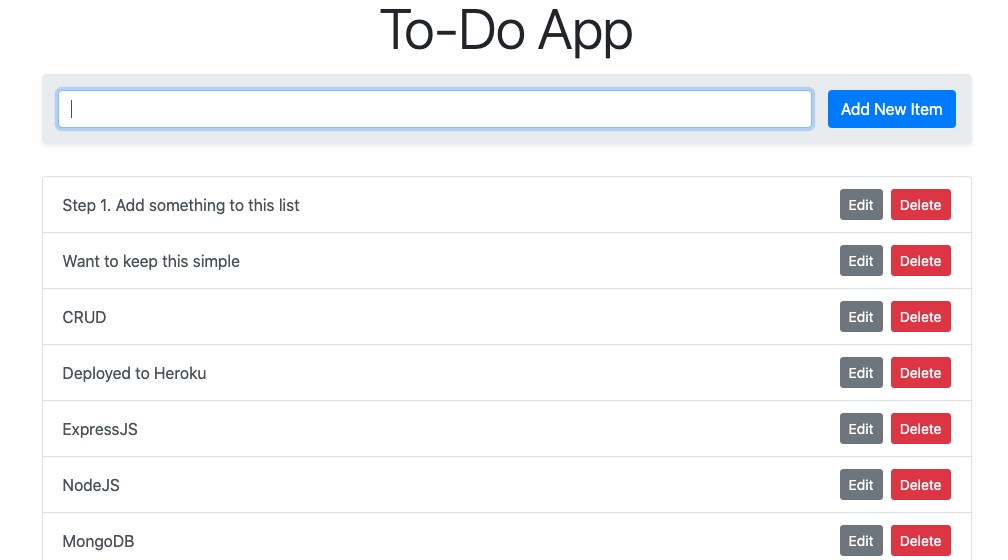 To-Do App
Add New Item
Step 1. Add something to this list Edit Delete
Want to keep this simple Edit Delete
CRUD Edit Delete
Deployed to Heroku Edit Delete
ExpressJS Edit Delete
NodeJS Edit Delete
MongoDB Edit Delete